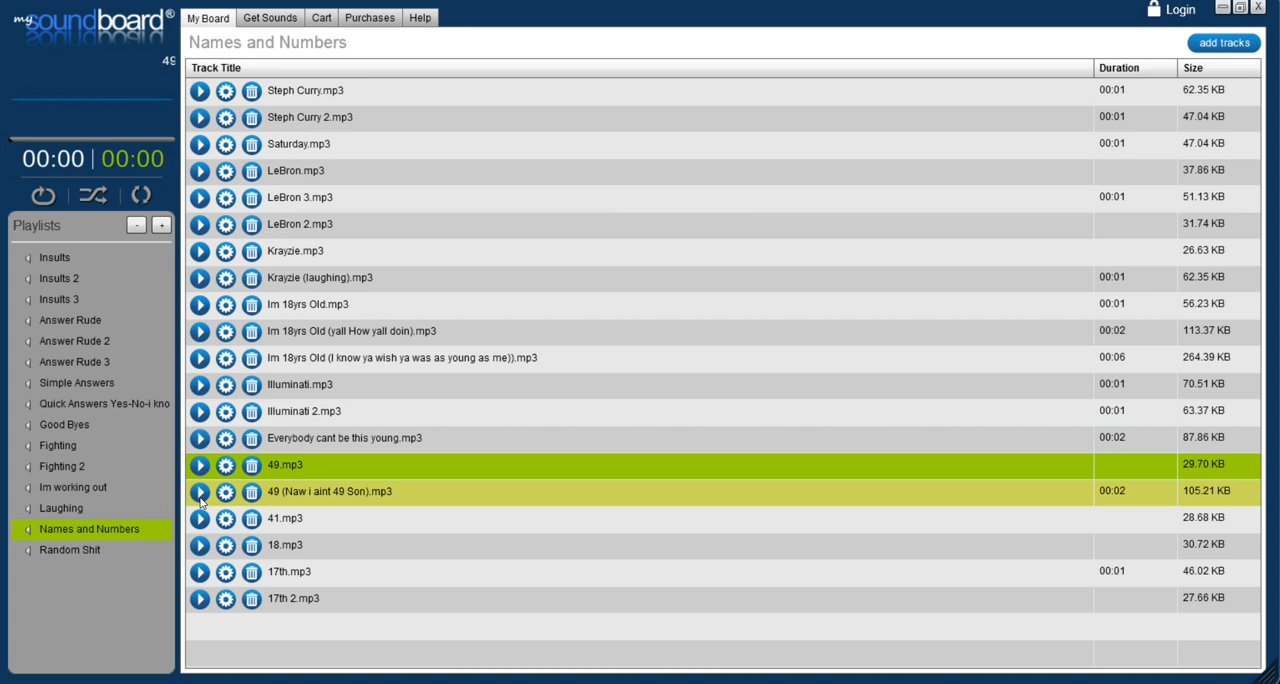 mySoundboard®
49
00:00 | 00:00
Playlists - +
Insults
Insults 2
Insults 3
Answer Rude
Answer Rude 2
Answer Rude 3
Simple Answers
Quick Answers Yes-No-i kno
Good Byes
Fighting
Fighting 2
Im working out
Laughing
Names and Numbers
Random Shit
My Board Get Sounds Cart Purchases Help
Login X
Names and Numbers
add tracks
Track Title Duration Size
Steph Curry.mp3 00:01 62.35 KB
Steph Curry 2.mp3 00:01 47.04 KB
Saturday.mp3 00:01 47.04 KB
LeBron.mp3 37.86 KB
LeBron 3.mp3 00:01 51.13 KB
LeBron 2.mp3 31.74 KB
Krayzie.mp3 26.63 KB
Krayzie (laughing).mp3 00:01 62.35 KB
Im 18yrs Old.mp3 00:01 56.23 KB
Im 18yrs Old (yall How yall doin).mp3 00:02 113.37 KB
Im 18yrs Old (I know ya wish ya was as young as me)).mp3 00:06 264.39 KB
Illuminati.mp3 00:01 70.51 KB
Illuminati 2.mp3 00:01 63.37 KB
Everybody cant be this young.mp3 00:02 87.86 KB
49.mp3 29.70 KB
49 (Naw i aint 49 Son).mp3 00:02 105.21 KB
41.mp3 28.68 KB
18.mp3 30.72 KB
17th.mp3 00:01 46.02 KB
17th 2.mp3 27.66 KB